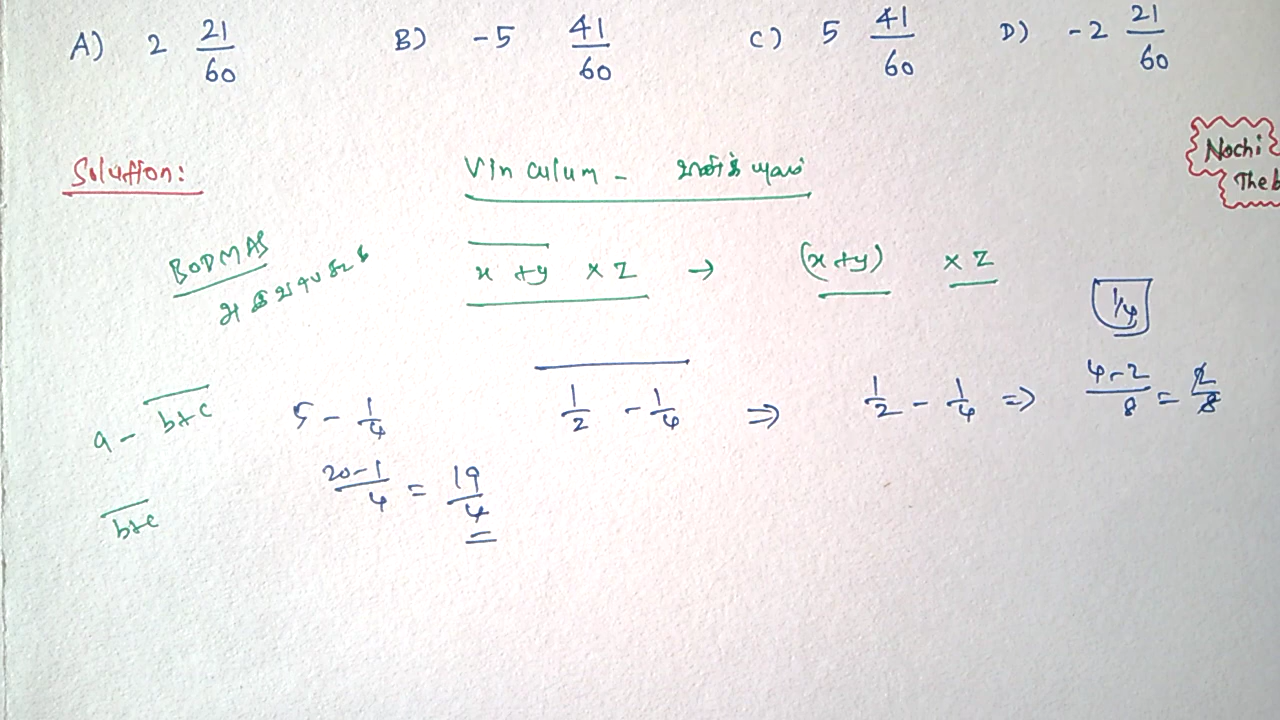 A) 2 21/60 B) -5 41/60 C) 5 41/60 D) -2 21/60
Nochi
The b
Solution:
Vinculum -
BODMAS
x + y × z → (x + y) × z
1/4
a - b+c
5 - 1/4
1/2 - 1/4 ⇒ 1/2 - 1/4 ⇒ 4-2/8 = 2/8
20-1/4 = 19/4
b+c